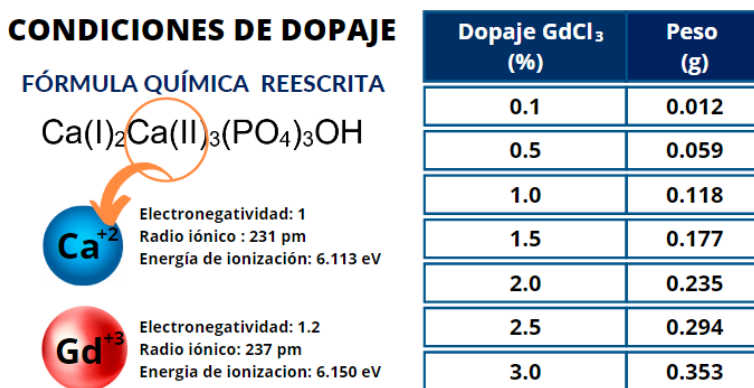 CONDICIONES DE DOPAJE
FÓRMULA QUÍMICA REESCRITA
Ca(I)₂Ca(II)₃(PO₄)₃OH
Ca⁺²
Electronegatividad: 1
Radio iónico : 231 pm
Energía de ionización: 6.113 eV
Gd⁺³
Electronegatividad: 1.2
Radio iónico: 237 pm
Energia de ionizacion: 6.150 eV
Dopaje GdCl₃ (%) Peso (g)
0.1 0.012
0.5 0.059
1.0 0.118
1.5 0.177
2.0 0.235
2.5 0.294
3.0 0.353